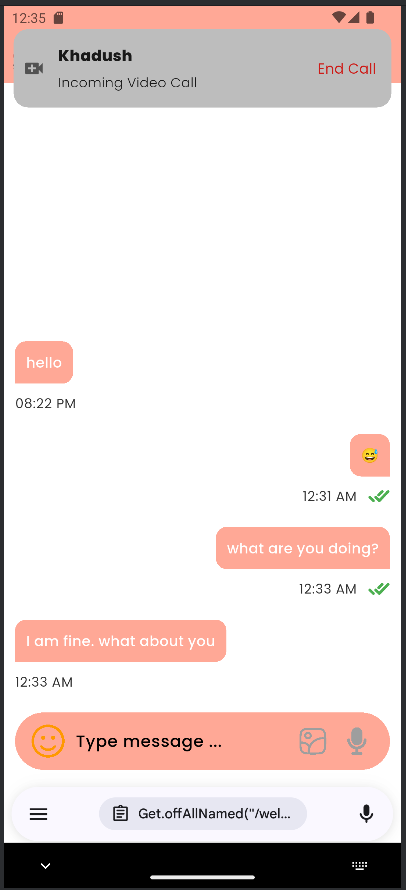 12:35
Khadush
Incoming Video Call
End Call
hello
08:22 PM
😅
12:31 AM
what are you doing?
12:33 AM
I am fine. what about you
12:33 AM
Type message ...
Get.offAllNamed("/wel...